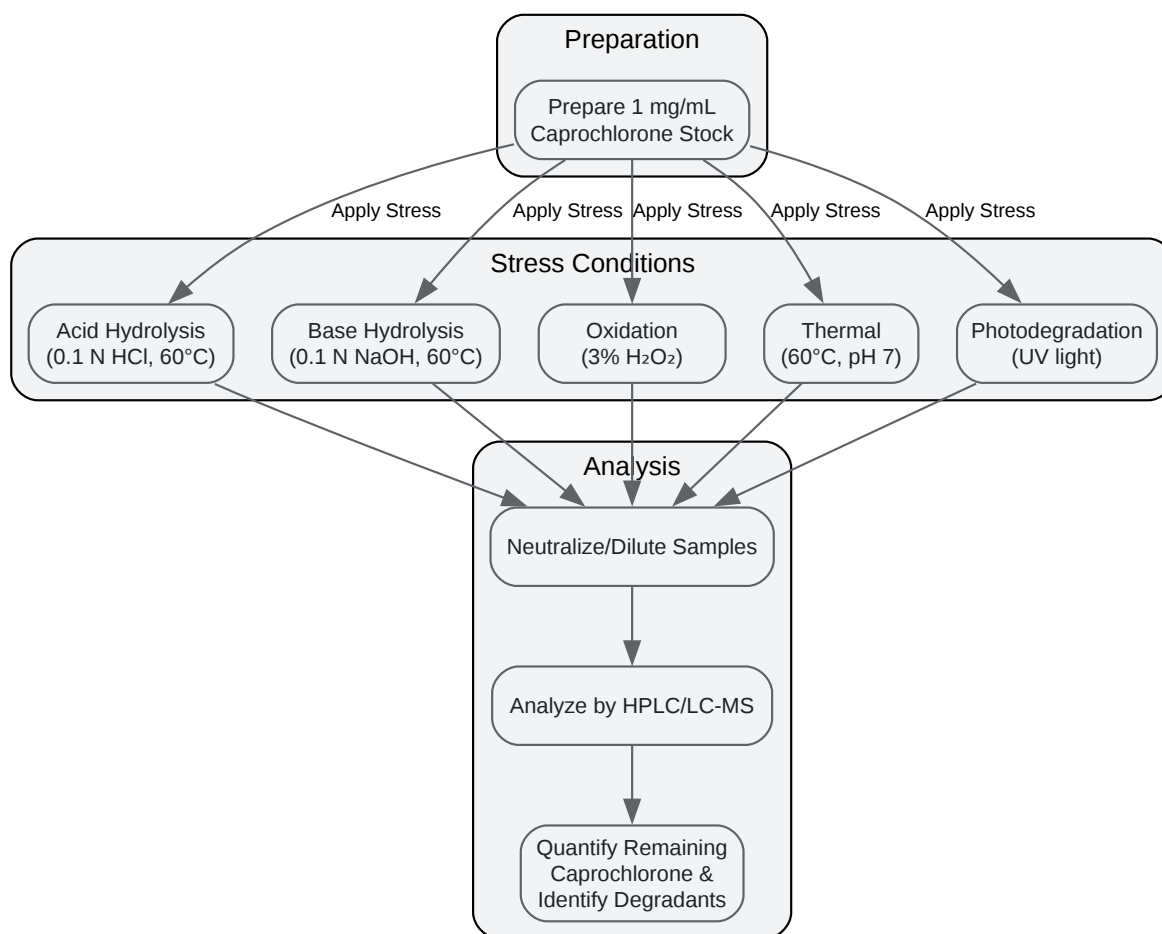 Preparation
Prepare 1 mg/mL
Caprochlorone Stock
Apply Stress
Apply Stress
Apply Stress
Apply Stress
Apply Stress
Stress Conditions
Acid Hydrolysis
(0.1 N HCl, 60°C)
Base Hydrolysis
(0.1 N NaOH, 60°C)
Oxidation
(3% H₂O₂)
Thermal
(60°C, pH 7)
Photodegradation
(UV light)
Analysis
Neutralize/Dilute Samples
Analyze by HPLC/LC-MS
Quantify Remaining
Caprochlorone &
Identify Degradants